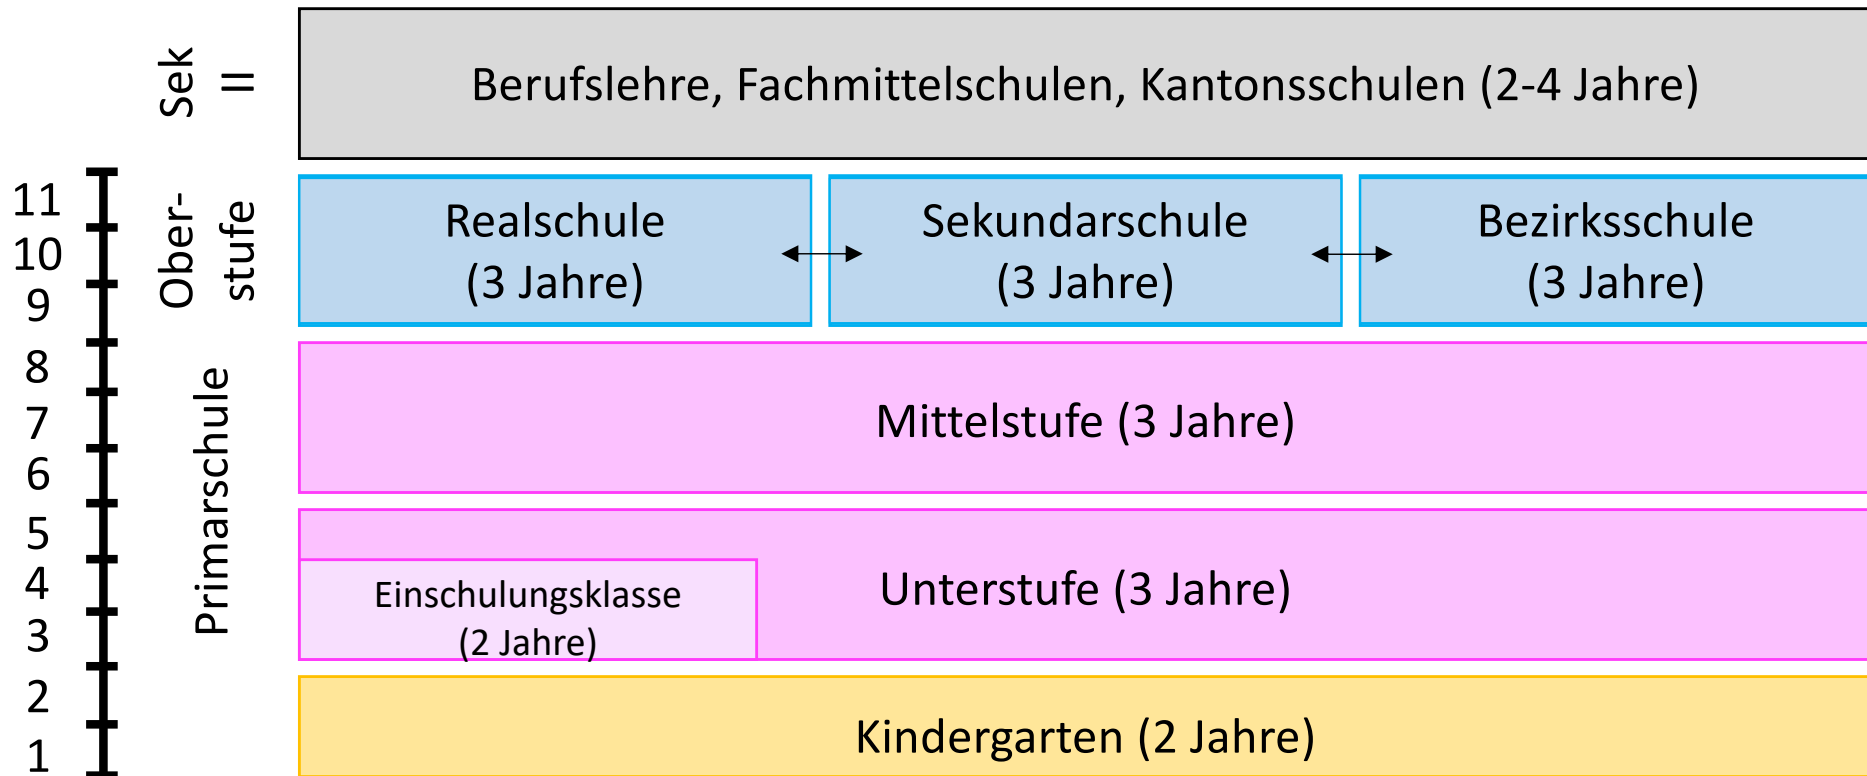 Sek
II
Berufslehre, Fachmittelschulen, Kantonsschulen (2-4 Jahre)
11
10
9
Ober-
stufe
Realschule
(3 Jahre)
Sekundarschule
(3 Jahre)
Bezirksschule
(3 Jahre)
8
7
6
5
4
3
Primarschule
Mittelstufe (3 Jahre)
Unterstufe (3 Jahre)
Einschulungsklasse
(2 Jahre)
2
1
Kindergarten (2 Jahre)